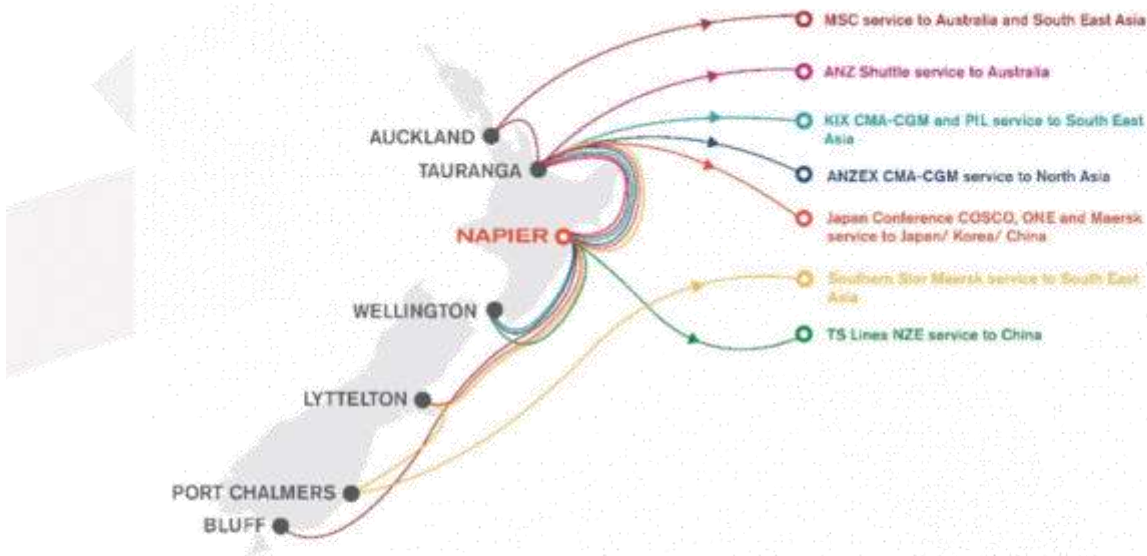 MSC service to Australia and South East Asia
ANZ Shuttle service to Australia
KIX CMA-CGM and PIL service to South East
Asia
ANZEX CMA-CGM service to North Asia
Japan Conference COSCO, ONE and Maersk
service to Japan/ Korea/ China
Southern Star Maersk service to South East
Asia
TS Lines NZE service to China
AUCKLAND
TAURANGA
NAPIER
WELLINGTON
LYTTELTON
PORT CHALMERS
BLUFF